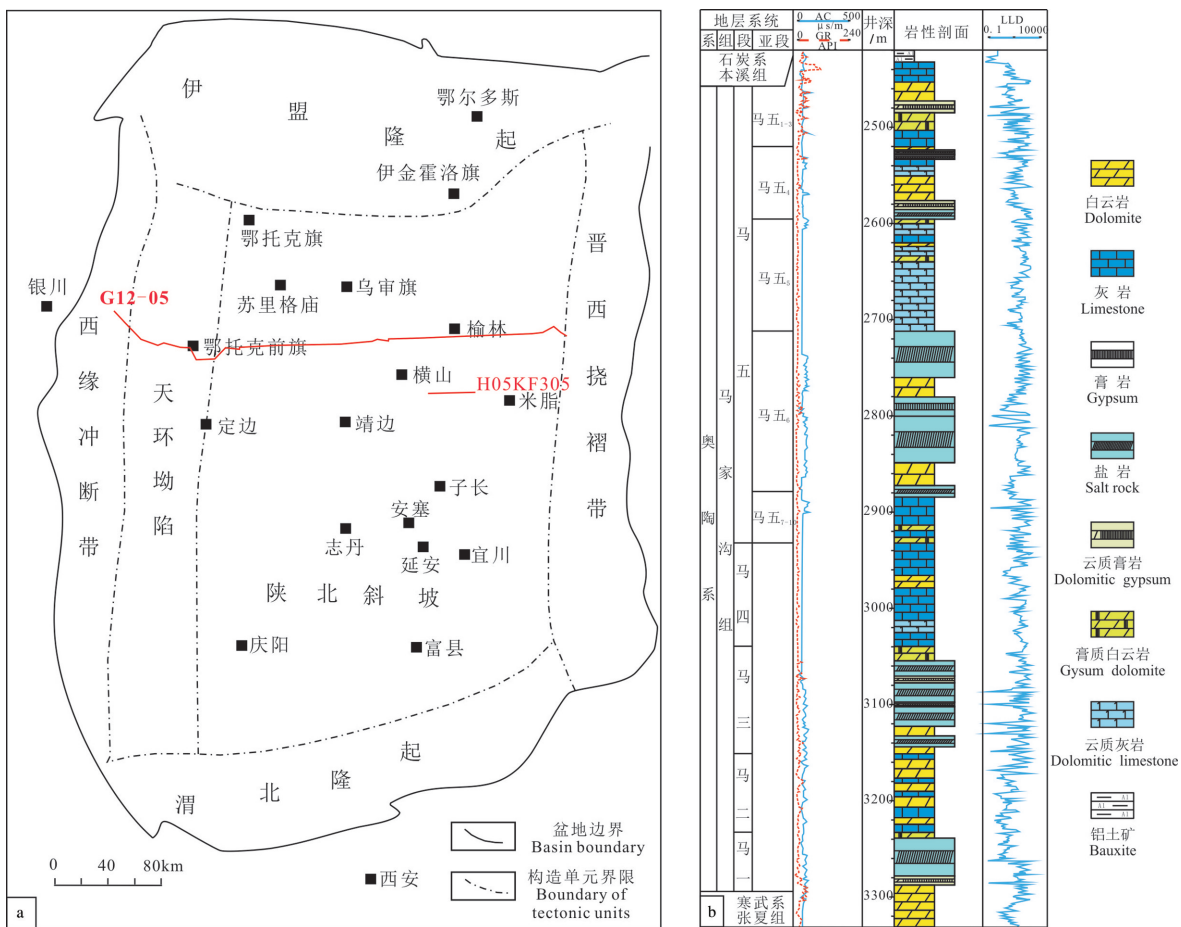 伊盟隆起
鄂尔多斯
伊金霍洛旗
鄂托克旗
苏里格庙
乌审旗
银川
G12-05
榆林
鄂托克前旗
横山
H05KF305
米脂
西缘冲断带
天环坳陷
晋西挠褶带
定边
靖边
子长
安塞
志丹
延安
宜川
陕北斜坡
庆阳
富县
渭北隆起
0 40 80km
西安
盆地边界
Basin boundary
构造单元界限
Boundary of
tectonic units
a
地层系统
系 组 段 亚段
0 AC 500
μs/m
0 GR 240
API
井深
/m
岩性剖面
LLD
0.1 10000
石炭系
本溪组
奥陶系
马家沟组
马五
马五₁₋₃
马五₄
马五₅
马五₆
马四
马三
马二
马一
寒武系
张夏组
2500
2600
2700
2800
2900
3000
3100
3200
3300
b
白云岩
Dolomite
灰岩
Limestone
膏岩
Gypsum
盐岩
Salt rock
云质膏岩
Dolomitic gypsum
膏质白云岩
Gysum dolomite
云质灰岩
Dolomitic limestone
Al
Al
Al
铝土矿
Bauxite